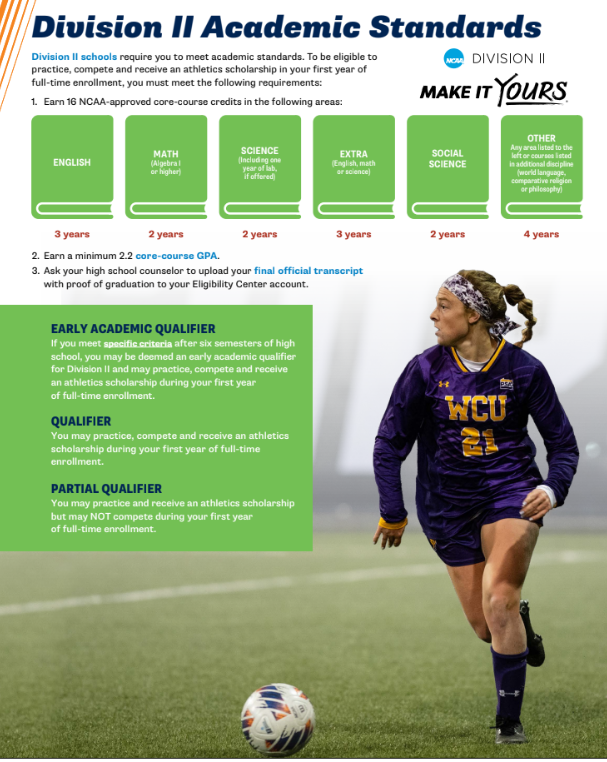 Division II Academic Standards
Division II schools require you to meet academic standards. To be eligible to
practice, compete and receive an athletics scholarship in your first year of
full-time enrollment, you must meet the following requirements:
NCAA DIVISION II
MAKE IT YOURS
1. Earn 16 NCAA-approved core-course credits in the following areas:
ENGLISH
3 years
MATH
(Algebra I
or higher)
2 years
SCIENCE
(Including one
year of lab,
if offered)
2 years
EXTRA
(English, math
or science)
3 years
SOCIAL
SCIENCE
2 years
OTHER
Any area listed to the
left or courses listed
in additional discipline
(world language,
comparative religion
or philosophy)
4 years
2. Earn a minimum 2.2 core-course GPA.
3. Ask your high school counselor to upload your final official transcript
with proof of graduation to your Eligibility Center account.
EARLY ACADEMIC QUALIFIER
If you meet specific criteria after six semesters of high
school, you may be deemed an early academic qualifier
for Division II and may practice, compete and receive
an athletics scholarship during your first year
of full-time enrollment.
QUALIFIER
You may practice, compete and receive an athletics
scholarship during your first year of full-time
enrollment.
PARTIAL QUALIFIER
You may practice and receive an athletics scholarship
but may NOT compete during your first year
of full-time enrollment.
WCU
21